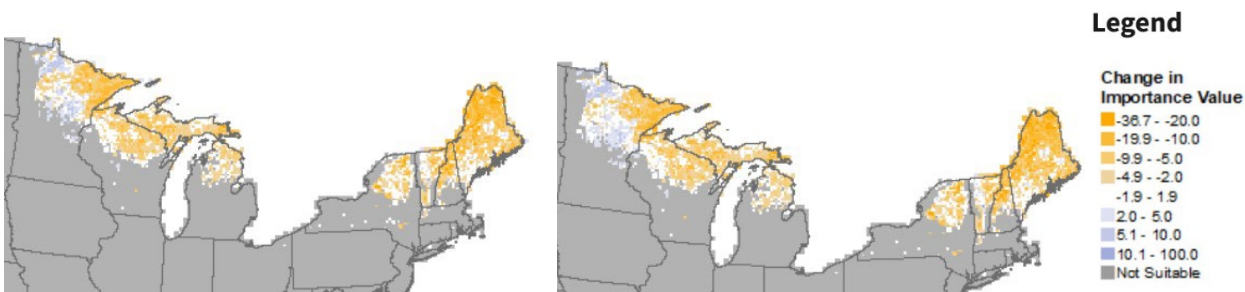 Legend
Change in
Importance Value
-36.7 - -20.0
-19.9 - -10.0
-9.9 - -5.0
-4.9 - -2.0
-1.9 - 1.9
2.0 - 5.0
5.1 - 10.0
10.1 - 100.0
Not Suitable